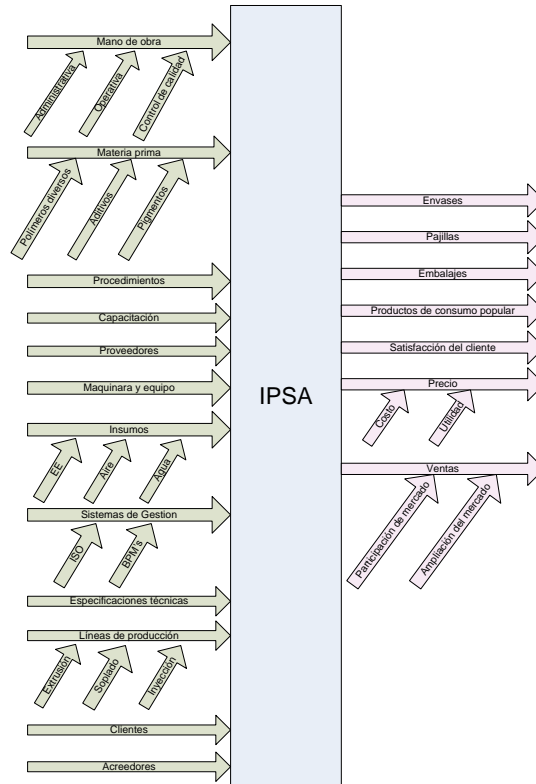 Mano de obra
Administrativa
Operativa
Control de calidad
Materia prima
Polímeros diversos
Aditivos
Pigmentos
Procedimientos
Capacitación
Proveedores
Maquinara y equipo
Insumos
EE
Aire
Agua
Sistemas de Gestion
ISO
BPM's
Especificaciones técnicas
Líneas de producción
Extrusión
Soplado
Inyección
Clientes
Acreedores
IPSA
Envases
Pajillas
Embalajes
Productos de consumo popular
Satisfacción del cliente
Precio
Costo
Utilidad
Ventas
Participación de mercado
Ampliación del mercado